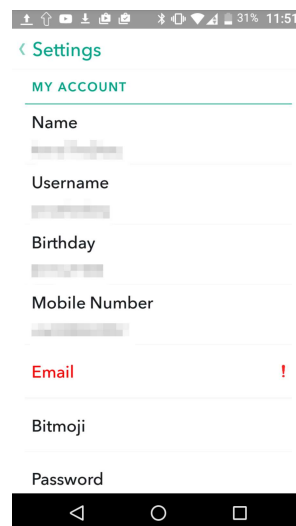 31% 11:51
Settings
MY ACCOUNT
Name
Username
Birthday
Mobile Number
Email !
Bitmoji
Password